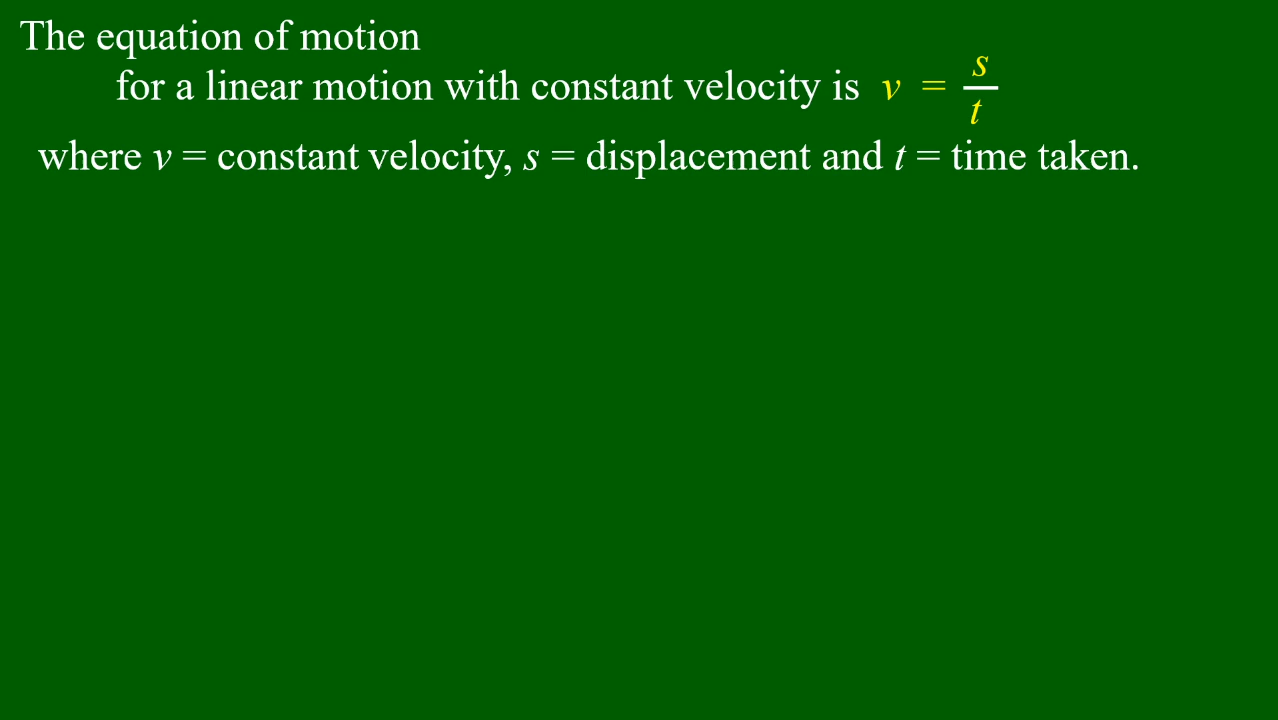 The equation of motion
for a linear motion with constant velocity is v = s/t
where v = constant velocity, s = displacement and t = time taken.